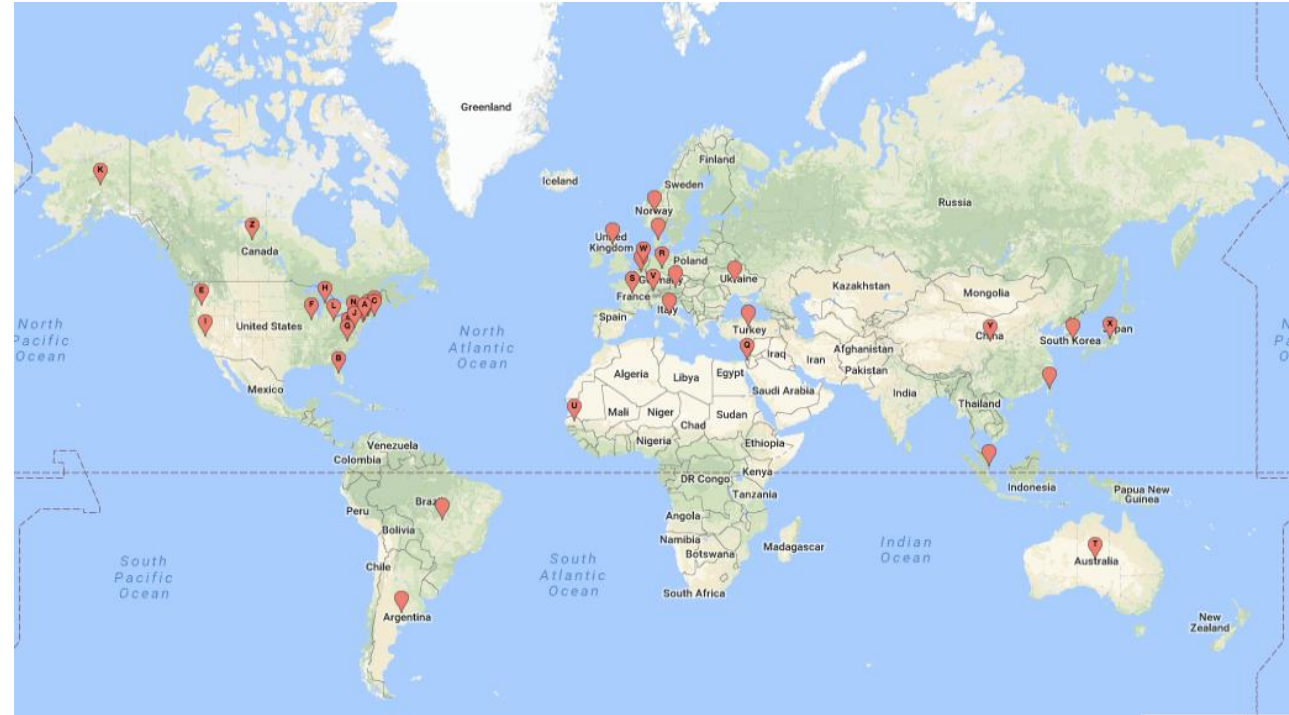 Greenland
Iceland
Finland
Sweden
Norway
Russia
K
Z
Canada
United
Kingdom
W
R
Poland
Germany
Ukraine
S
V
France
Italy
Spain
Turkey
Kazakhstan
Mongolia
E
H
F
L
N
C
A
J
G
I
United States
B
Mexico
North
Pacific
Ocean
North
Atlantic
Ocean
Y
China
South Korea
X
Japan
Q
Iraq
Iran
Afghanistan
Pakistan
Algeria
Libya
Egypt
Saudi Arabia
India
Thailand
U
Mali
Niger
Chad
Sudan
Nigeria
Ethiopia
Venezuela
Colombia
DR Congo
Kenya
Tanzania
Indonesia
Papua New
Guinea
Peru
Brazil
Bolivia
Angola
Namibia
Botswana
Madagascar
Chile
South
Pacific
Ocean
South
Atlantic
Ocean
Indian
Ocean
T
Australia
South Africa
Argentina
New
Zealand